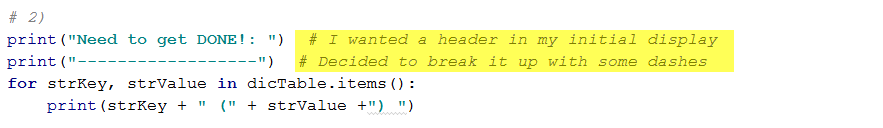 # 2)
print("Need to get DONE!: ")  # I wanted a header in my initial display
print("------------------")  # Decided to break it up with some dashes
for strKey, strValue in dicTable.items():
    print(strKey + " (" + strValue +") ")